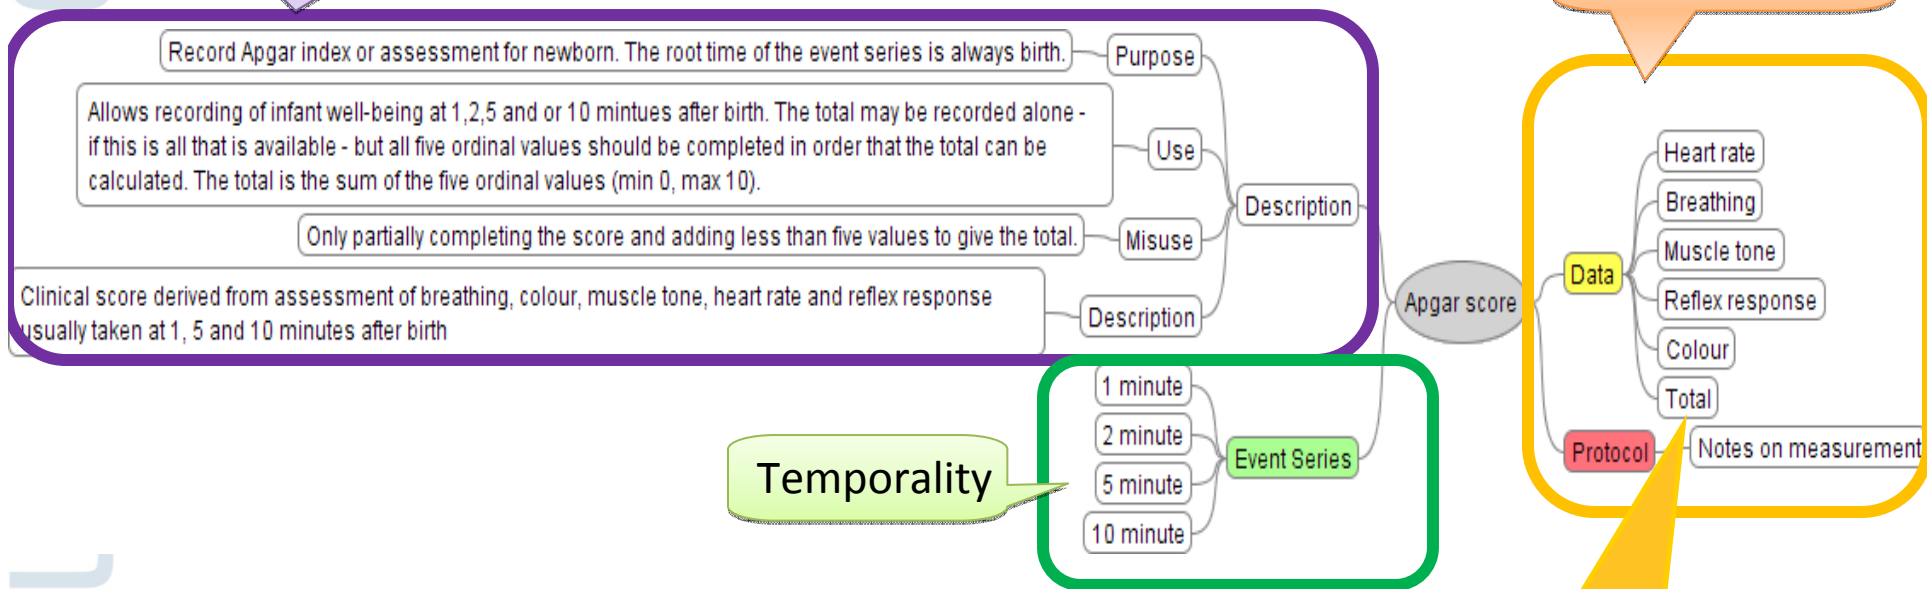 Record Apgar index or assessment for newborn. The root time of the event series is always birth.
Purpose
Allows recording of infant well-being at 1,2,5 and or 10 mintues after birth. The total may be recorded alone -
if this is all that is available - but all five ordinal values should be completed in order that the total can be
calculated. The total is the sum of the five ordinal values (min 0, max 10).
Use
Only partially completing the score and adding less than five values to give the total.
Misuse
Clinical score derived from assessment of breathing, colour, muscle tone, heart rate and reflex response
usually taken at 1, 5 and 10 minutes after birth
Description
Description
Apgar score
1 minute
2 minute
5 minute
10 minute
Event Series
Temporality
Data
Heart rate
Breathing
Muscle tone
Reflex response
Colour
Total
Protocol
Notes on measurement